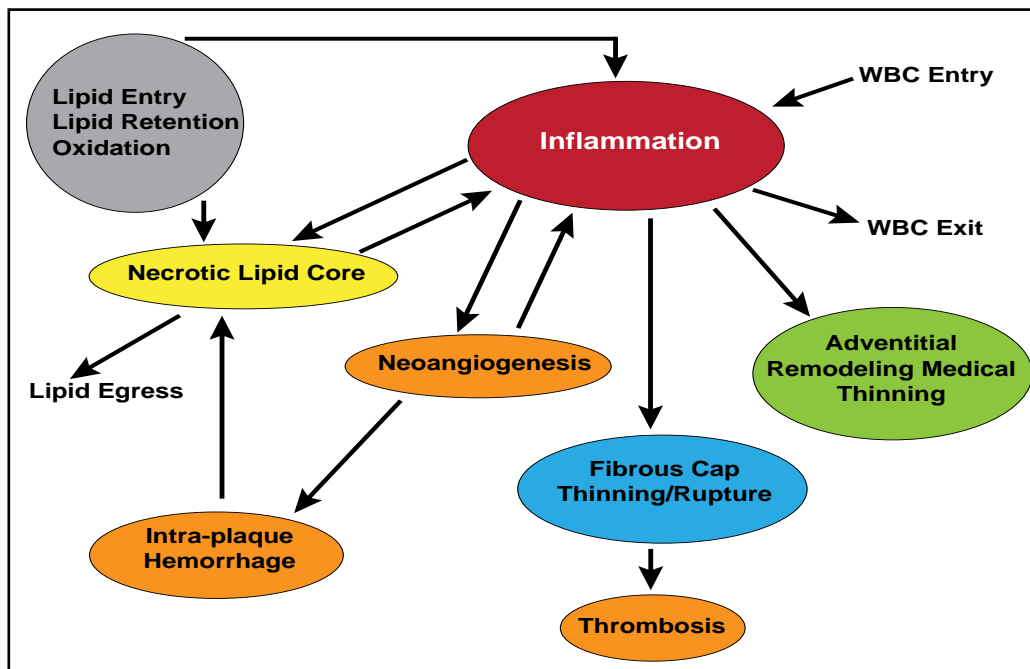 Lipid Entry
Lipid Retention
Oxidation
Inflammation
WBC Entry
WBC Exit
Necrotic Lipid Core
Lipid Egress
Neoangiogenesis
Adventitial
Remodeling Medical
Thinning
Fibrous Cap
Thinning/Rupture
Intra-plaque
Hemorrhage
Thrombosis